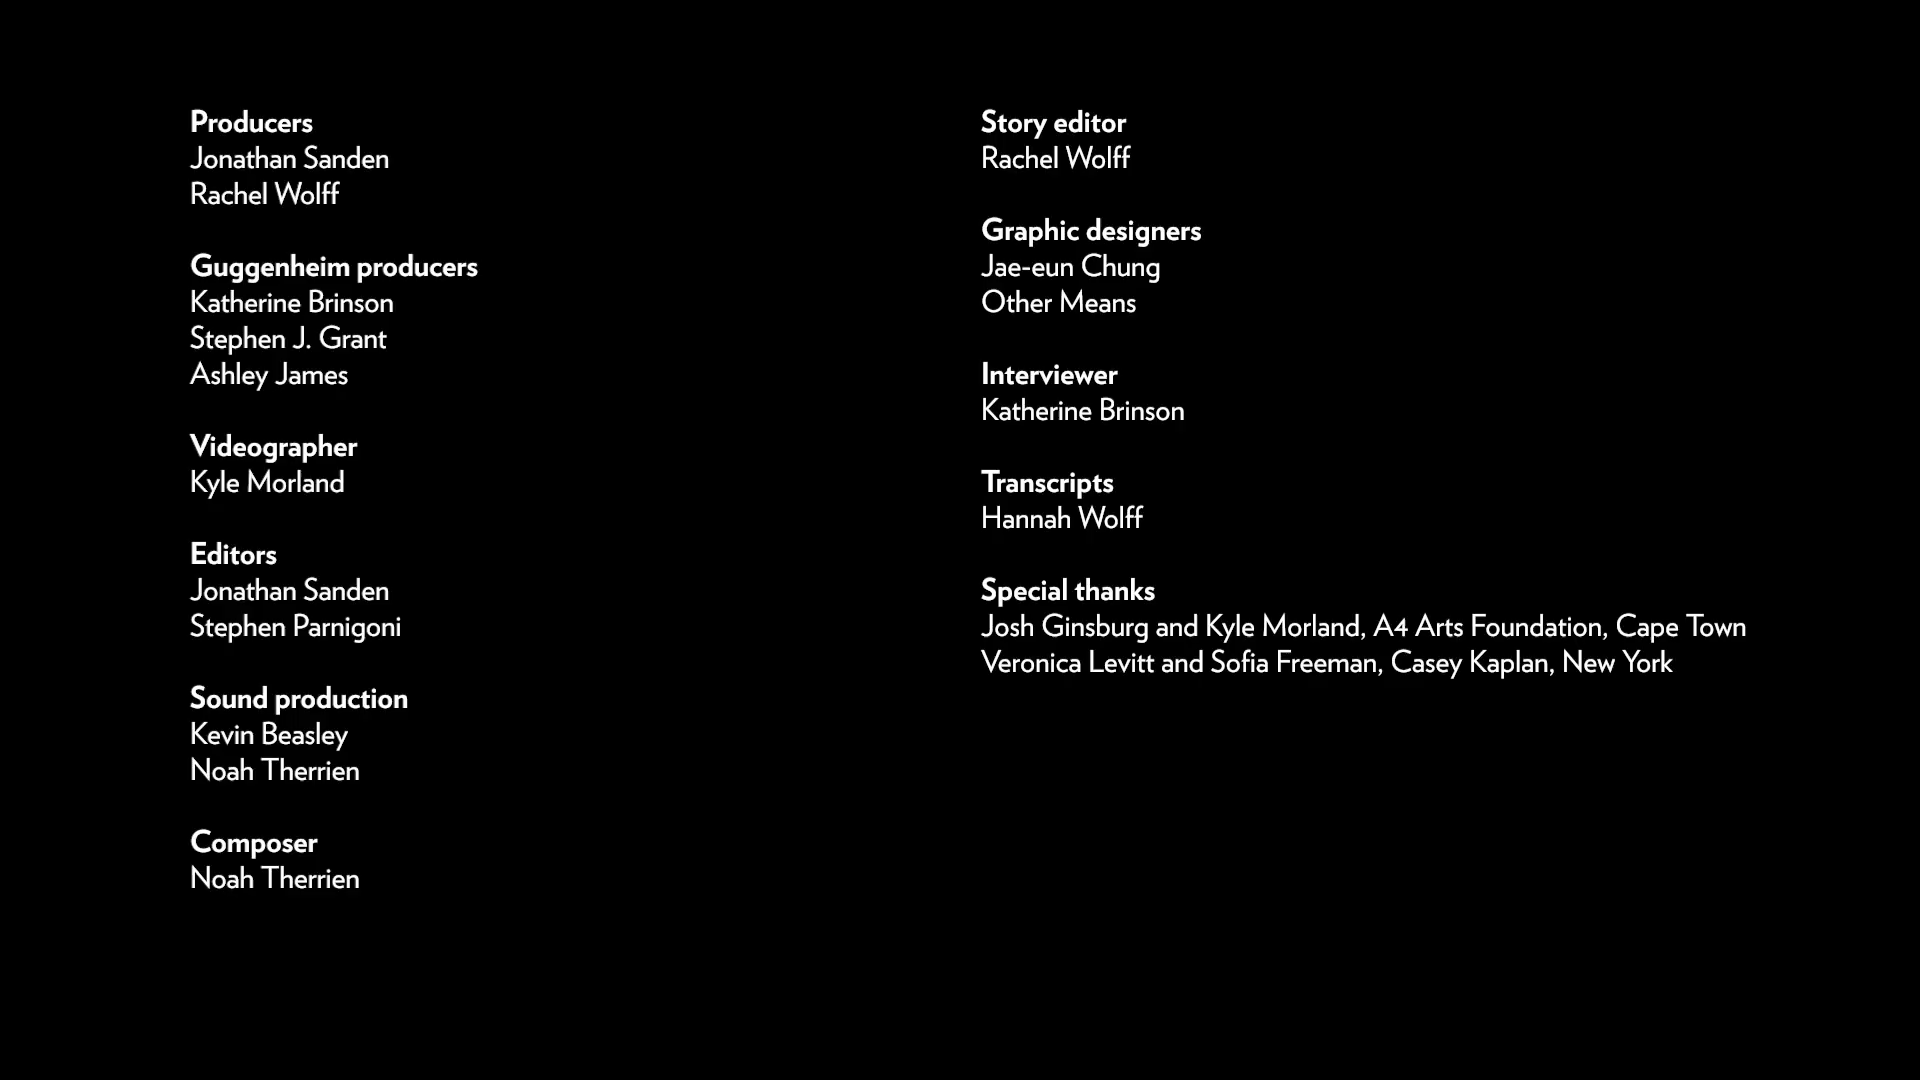 Producers
Jonathan Sanden
Rachel Wolff
Guggenheim producers
Katherine Brinson
Stephen J. Grant
Ashley James
Videographer
Kyle Morland
Editors
Jonathan Sanden
Stephen Parnigoni
Sound production
Kevin Beasley
Noah Therrien
Composer
Noah Therrien
Story editor
Rachel Wolff
Graphic designers
Jae-eun Chung
Other Means
Interviewer
Katherine Brinson
Transcripts
Hannah Wolff
Special thanks
Josh Ginsburg and Kyle Morland, A4 Arts Foundation, Cape Town
Veronica Levitt and Sofia Freeman, Casey Kaplan, New York